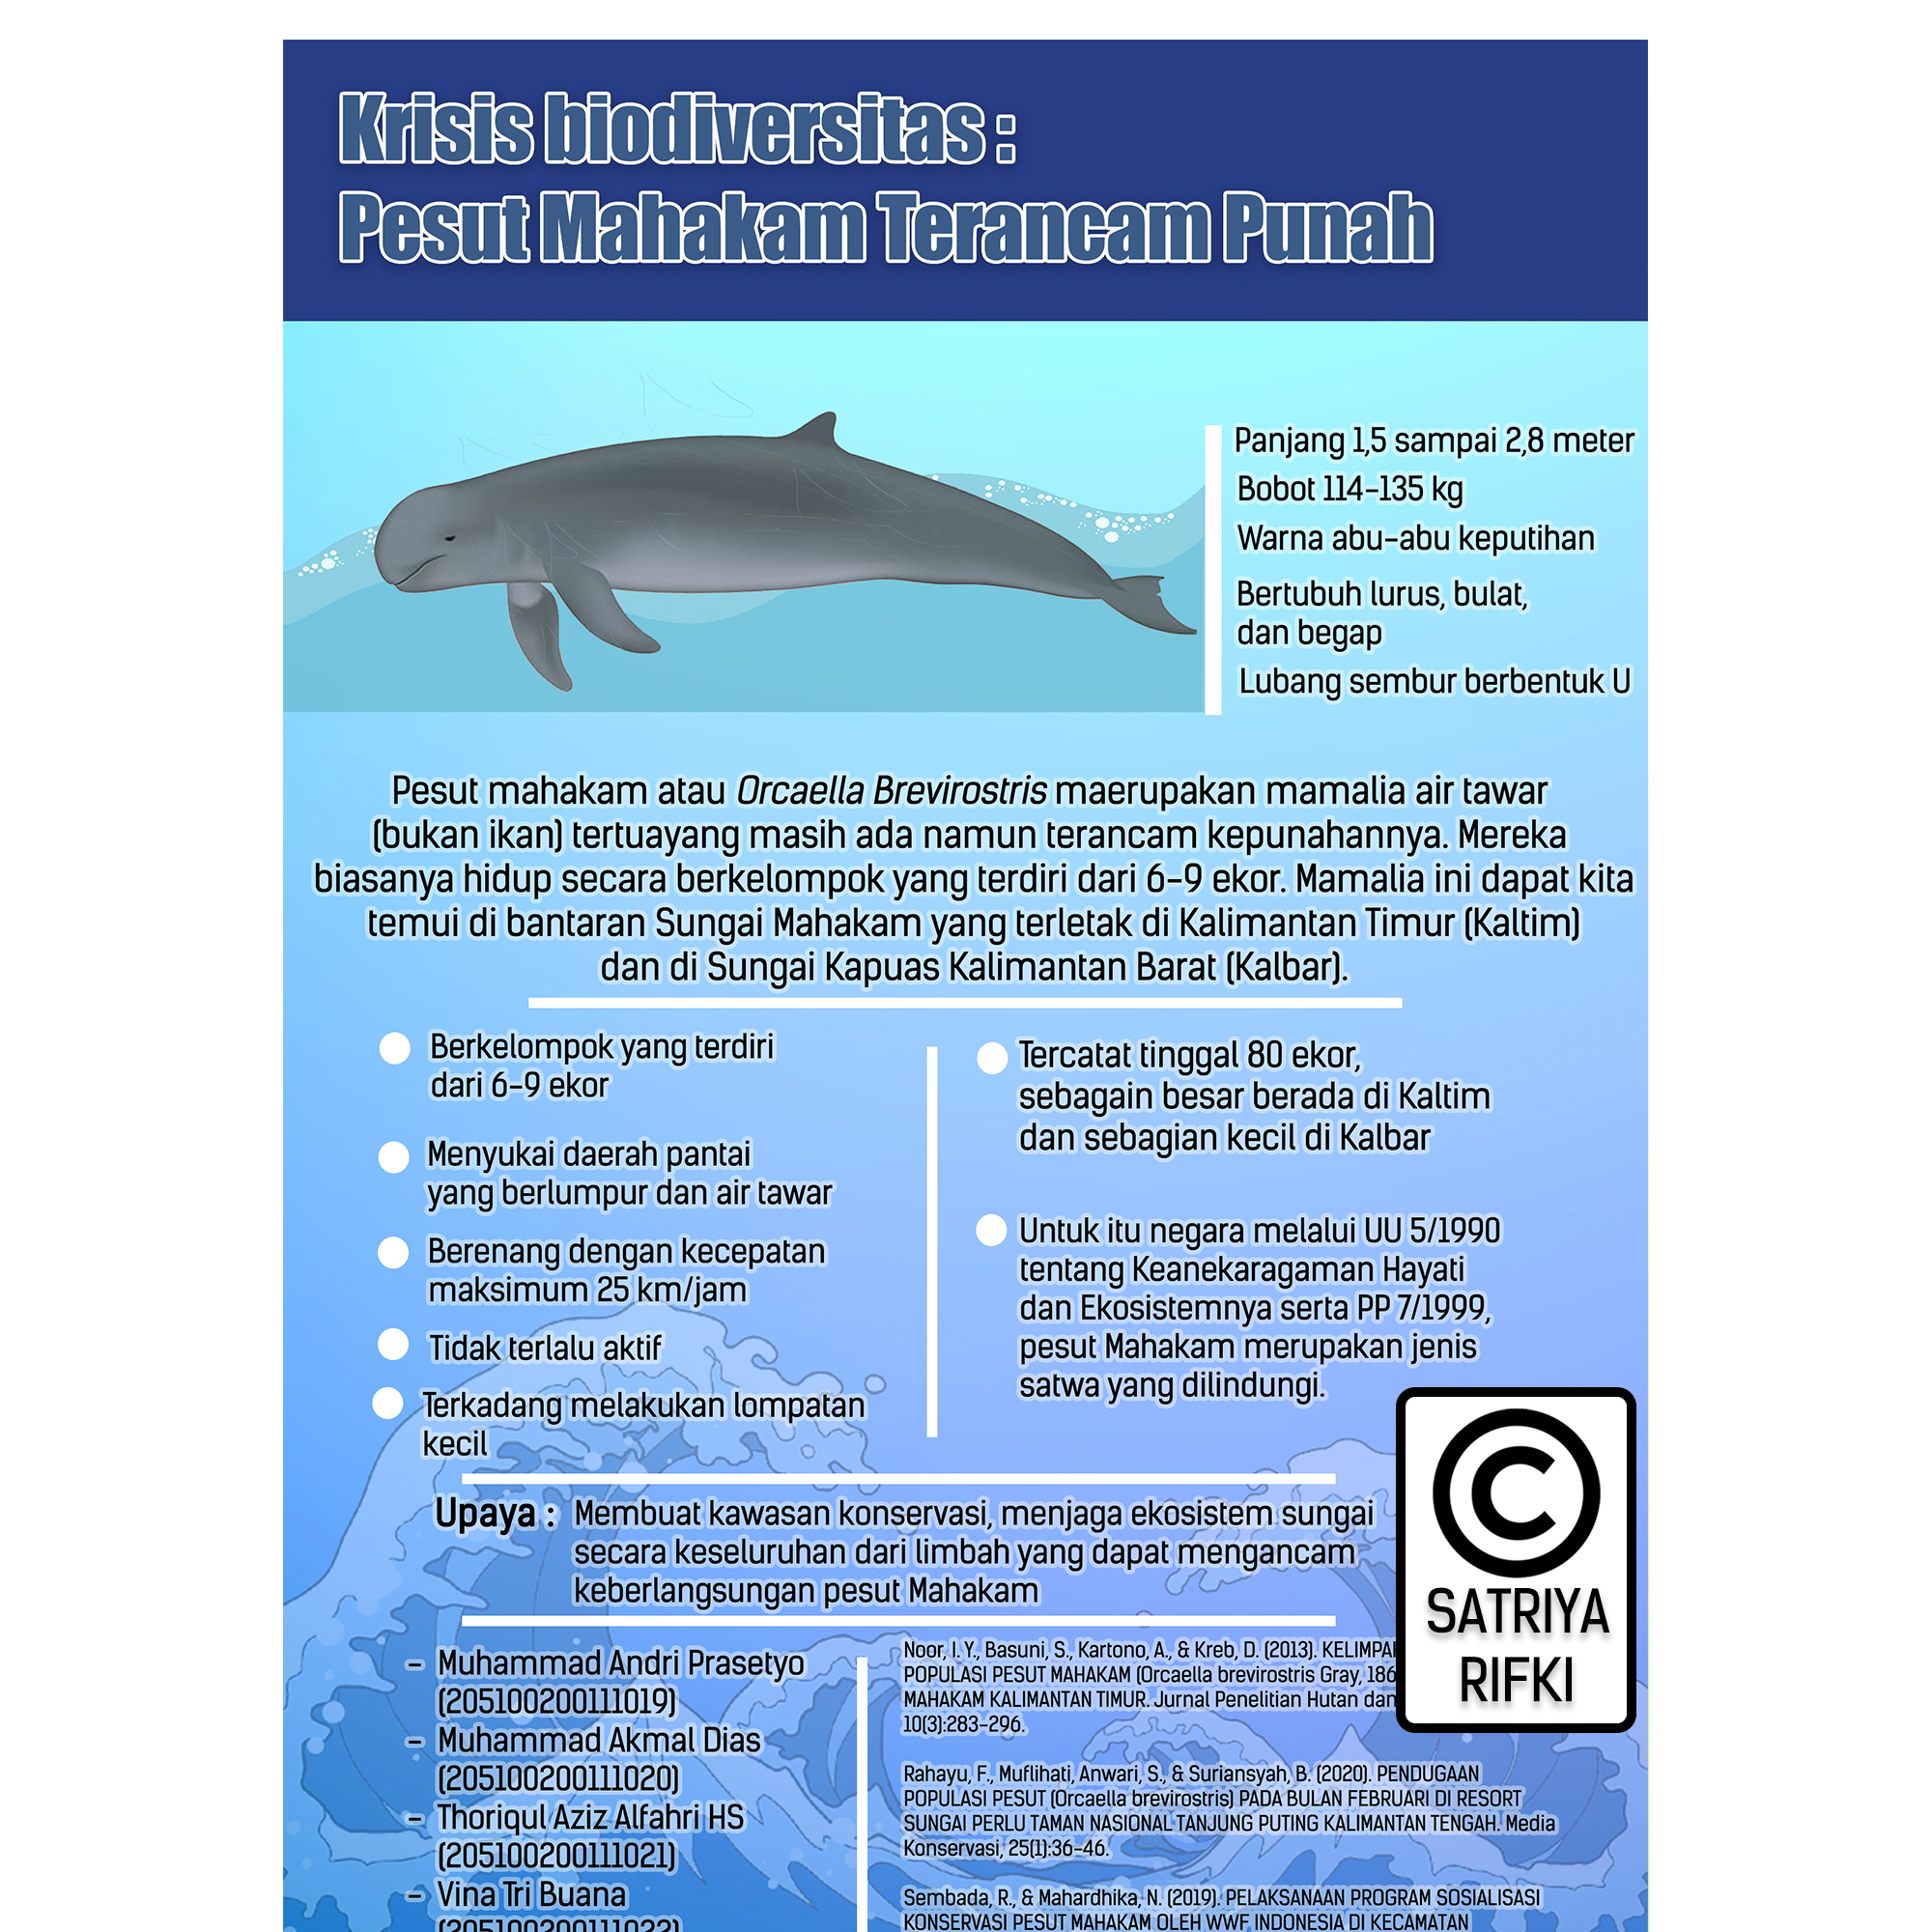 Krisis biodiversitas :
Pesut Mahakam Terancam Punah
Panjang 1,5 sampai 2,8 meter
Bobot 114-135 kg
Warna abu-abu keputihan
Bertubuh lurus, bulat,
dan begap
Lubang sembur berbentuk U
Pesut mahakam atau Orcaella Brevirostris maerupakan mamalia air tawar
(bukan ikan) tertuayang masih ada namun terancam kepunahannya. Mereka
biasanya hidup secara berkelompok yang terdiri dari 6-9 ekor. Mamalia ini dapat kita
temui di bantaran Sungai Mahakam yang terletak di Kalimantan Timur (Kaltim)
dan di Sungai Kapuas Kalimantan Barat (Kalbar).
Berkelompok yang terdiri
dari 6-9 ekor
Menyukai daerah pantai
yang berlumpur dan air tawar
Berenang dengan kecepatan
maksimum 25 km/jam
Tidak terlalu aktif
Terkadang melakukan lompatan
kecil
Tercatat tinggal 80 ekor,
sebagain besar berada di Kaltim
dan sebagian kecil di Kalbar
Untuk itu negara melalui UU 5/1990
tentang Keanekaragaman Hayati
dan Ekosistemnya serta PP 7/1999,
pesut Mahakam merupakan jenis
satwa yang dilindungi.
Upaya : Membuat kawasan konservasi, menjaga ekosistem sungai
secara keseluruhan dari limbah yang dapat mengancam
keberlangsungan pesut Mahakam
© SATRIYA
RIFKI
- Muhammad Andri Prasetyo
(205100200111019)
- Muhammad Akmal Dias
(205100200111020)
- Thoriqul Aziz Alfahri HS
(205100200111021)
- Vina Tri Buana
(205100200111022)
Noor, I. Y., Basuni, S., Kartono, A., & Kreb, D. (2013).
POPULASI PESUT MAHAKAM (Orcaella brevirostris Gray,
MAHAKAM KALIMANTAN TIMUR. Jurnal Penelitian Hutan dan
10(3):283-296.
Rahayu, F., Muflihati, Anwari, S., & Suriansyah, B. (2020). PENDUGAAN
POPULASI PESUT (Orcaella brevirostris) PADA BULAN FEBRUARI DI RESORT
SUNGAI PERLU TAMAN NASIONAL TANJUNG PUTING KALIMANTAN TENGAH. Media
Konservasi, 25(1):36-46.
Sembada, R., & Mahardhika, N. (2019). PELAKSANAAN PROGRAM SOSIALISASI
KONSERVASI PESUT MAHAKAM OLEH WWF INDONESIA DI KECAMATAN